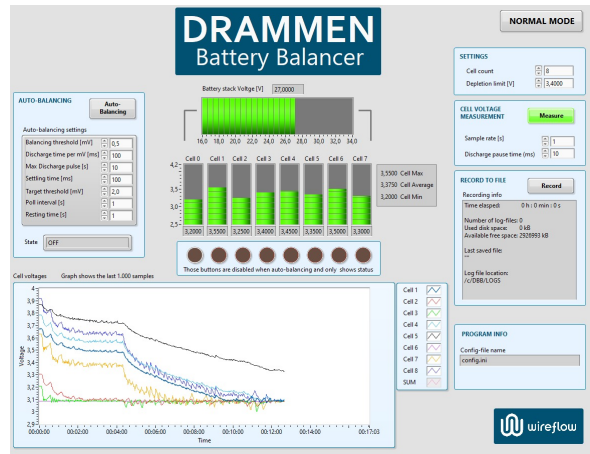 DRAMMEN
Battery Balancer
NORMAL MODE
AUTO-BALANCING
Auto-
Balancing
Auto-balancing settings
Balancing threshold [mV] 0,5
Discharge time per mV [ms] 100
Max Discharge pulse [s] 10
Settling time [ms] 100
Target threshold [mV] 2,0
Poll interval [s] 1
Resting time [s] 1
State OFF
Battery stack Voltge [V] 27,0000
16,0 18,0 20,0 22,0 24,0 26,0 28,0 30,0 32,0 34,0
Cell 0 Cell 1 Cell 2 Cell 3 Cell 4 Cell 5 Cell 6 Cell 7
4,2
3,5
3,0
2,5
3,2000 3,5500 3,2500 3,4000 3,4500 3,3500 3,5000 3,3000
3,5500 Cell Max
3,3750 Cell Average
3,2000 Cell Min
Those buttons are disabled when auto-balancing and only shows status
SETTINGS
Cell count 8
Depletion limit [V] 3,4000
CELL VOLTAGE
MEASUREMENT
Measure
Sample rate [s] 1
Discharge pause time (ms) 10
RECORD TO FILE
Record
Recording info
Time elaspsed: 0 h : 0 min : 0 s
Number of log-files: 0
Used disk space: 0 kB
Available free space: 2926993 kB
Last saved file:
""
Log file location:
/c/DBB/LOGS
PROGRAM INFO
Config-file name
config.ini
Cell voltages Graph shows the last 1.000 samples
Voltage
4
3,9
3,8
3,7
3,6
3,5
3,4
3,3
3,2
3,1
3
2,9
00:00:00 00:02:00 00:04:00 00:06:00 00:08:00 00:10:00 00:12:00 00:14:00 00:17:03
Time
Cell 1
Cell 2
Cell 3
Cell 4
Cell 5
Cell 6
Cell 7
Cell 8
SUM
wireflow